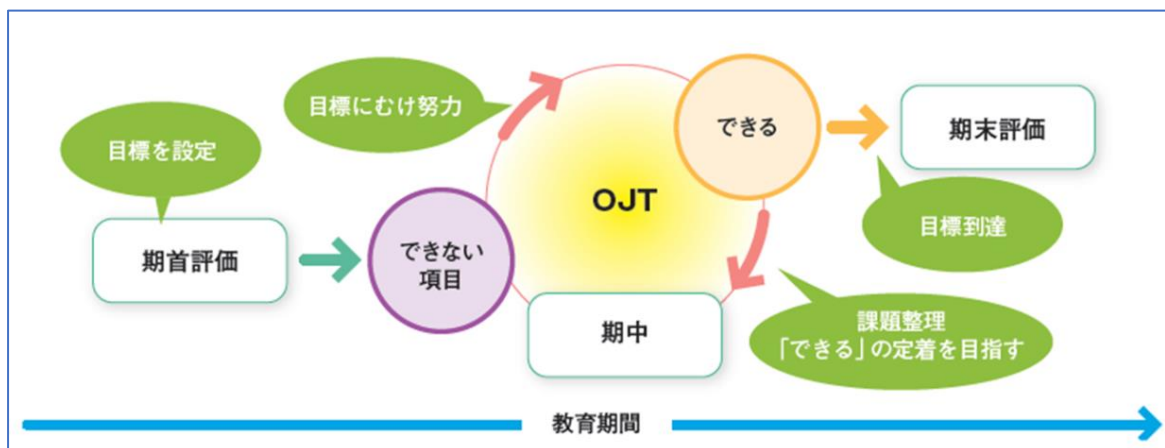 目標を設定
期首評価
できない
項目
目標にむけ努力
OJT
できる
期中
課題整理
「できる」の定着を目指す
期末評価
目標到達
教育期間